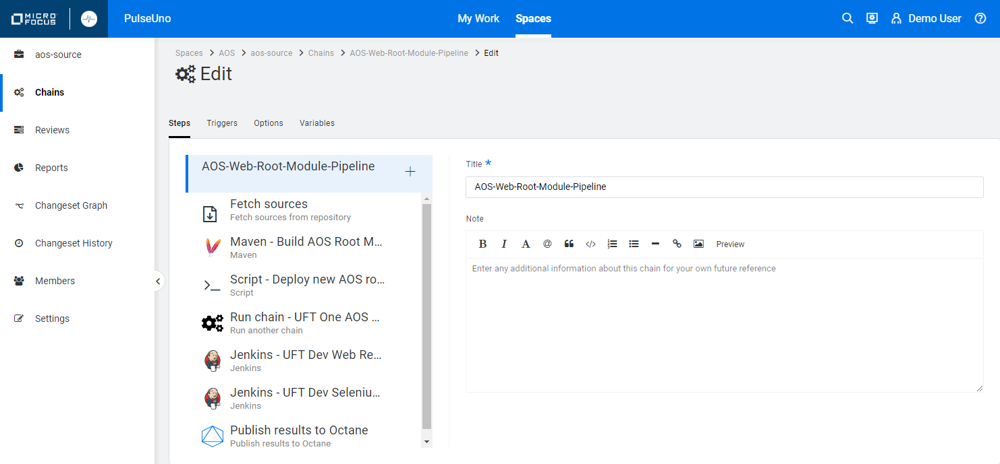 MICRO
FOCUS
PulseUno
My Work
Spaces
Demo User
aos-source
Chains
Reviews
Reports
Changeset Graph
Changeset History
Members
Settings
Spaces > AOS > aos-source > Chains > AOS-Web-Root-Module-Pipeline > Edit
Edit
Steps
Triggers
Options
Variables
AOS-Web-Root-Module-Pipeline
Fetch sources
Fetch sources from repository
Maven - Build AOS Root M...
Maven
Script - Deploy new AOS ro...
Script
Run chain - UFT One AOS ...
Run another chain
Jenkins - UFT Dev Web Re...
Jenkins
Jenkins - UFT Dev Seleniu...
Jenkins
Publish results to Octane
Publish results to Octane
Title *
AOS-Web-Root-Module-Pipeline
Note
B I A @ Preview
Enter any additional information about this chain for your own future reference